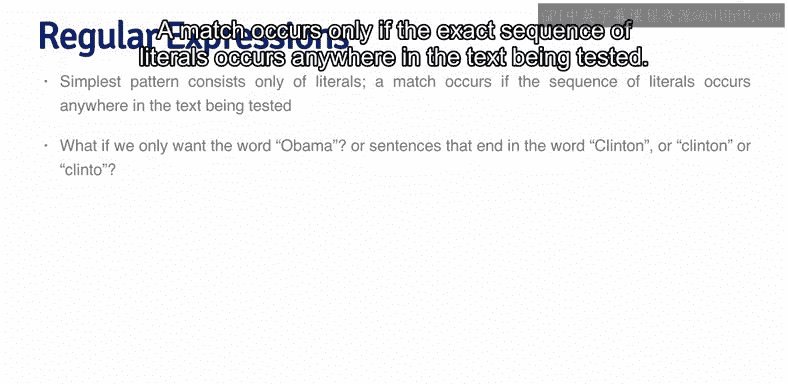 Regular Expressions
A match occurs only if the exact sequence of
literals occurs anywhere in the text being tested.
· Simplest pattern consists only of literals; a match occurs if the sequence of literals occurs
anywhere in the text being tested
· What if we only want the word “Obama”? or sentences that end in the word “Clinton”, or “clinton” or
“clinto”?